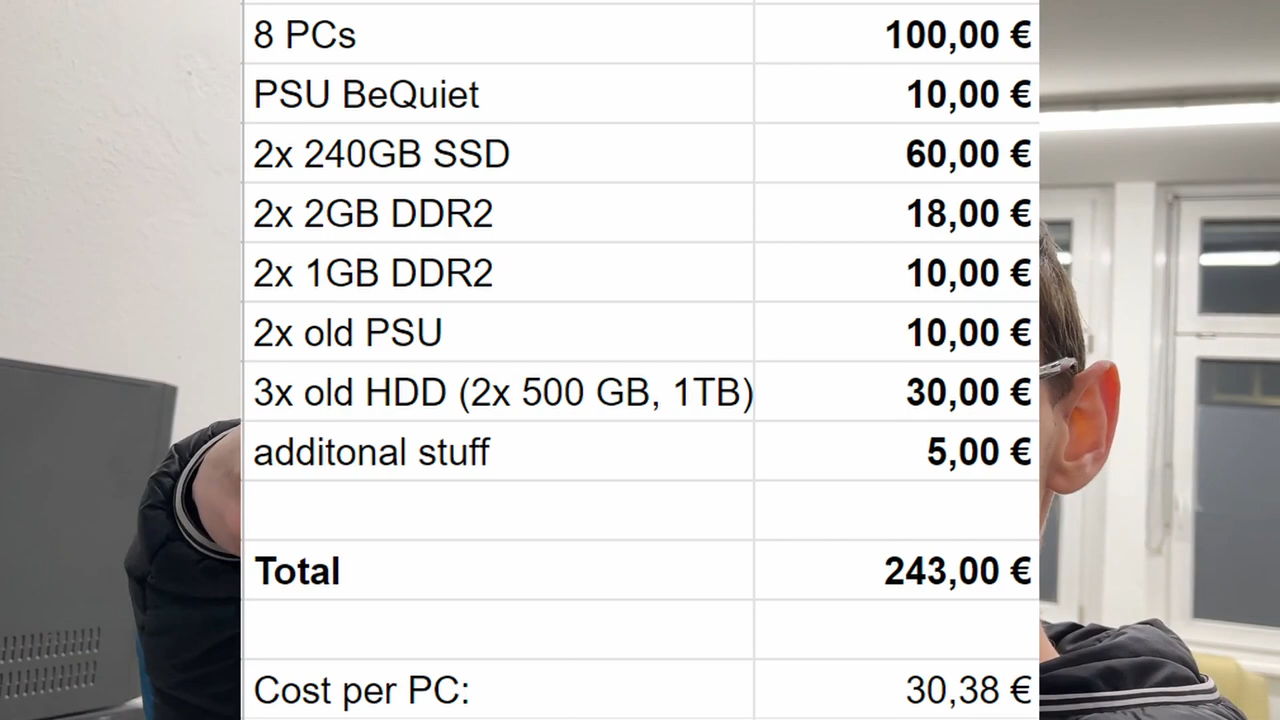 8 PCs 100,00 €
PSU BeQuiet 10,00 €
2x 240GB SSD 60,00 €
2x 2GB DDR2 18,00 €
2x 1GB DDR2 10,00 €
2x old PSU 10,00 €
3x old HDD (2x 500 GB, 1TB) 30,00 €
additonal stuff 5,00 €
Total 243,00 €
Cost per PC: 30,38 €